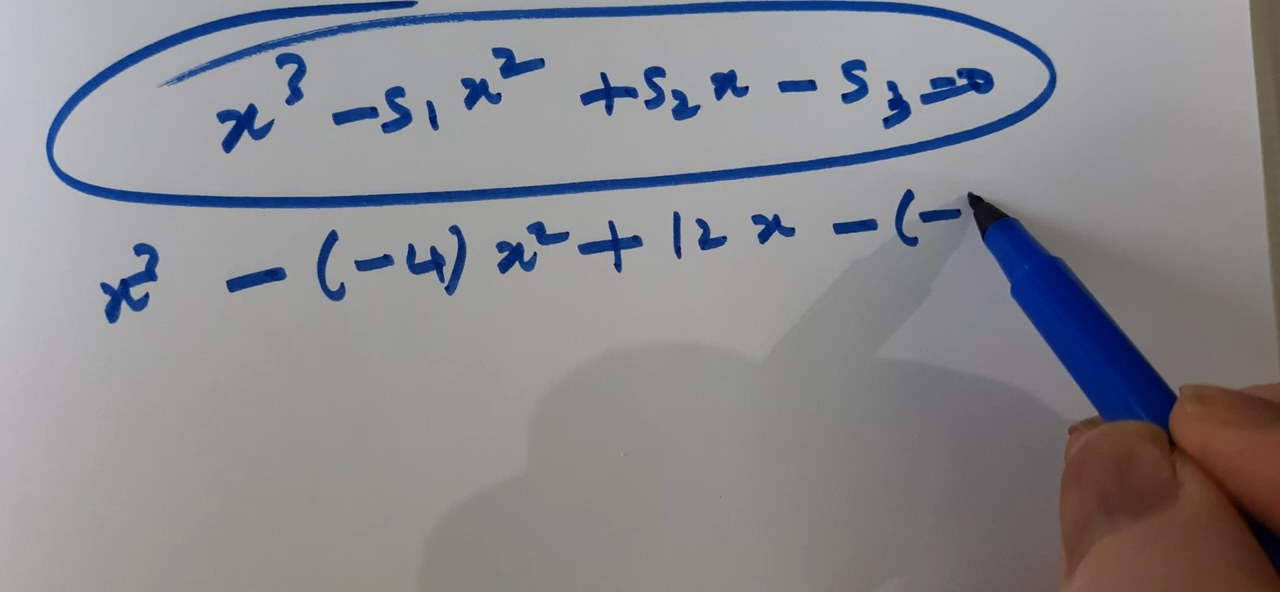 x³ - S₁x² + S₂x - S₃ = 0
x³ - (-4)x² + 12x - (-